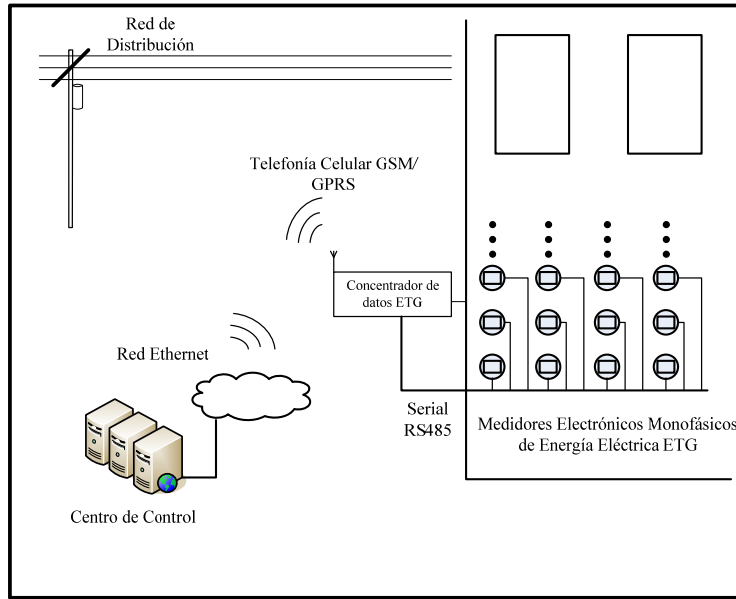 Red de
Distribución
Telefonía Celular GSM/
GPRS
Concentrador de
datos ETG
Red Ethernet
Serial
RS485
Medidores Electrónicos Monofásicos
de Energía Eléctrica ETG
Centro de Control